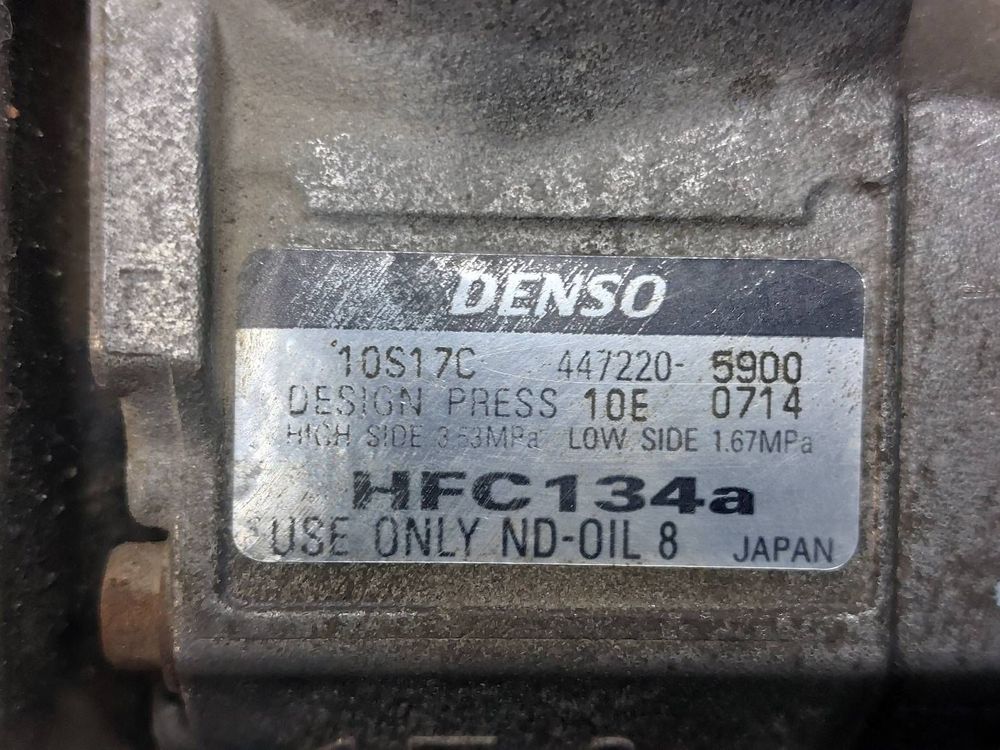 DENSO
10S17C 447220- 5900
DESIGN PRESS 10E 0714
HIGH SIDE 3.53MPa LOW SIDE 1.67MPa
HFC134a
USE ONLY ND-OIL 8 JAPAN